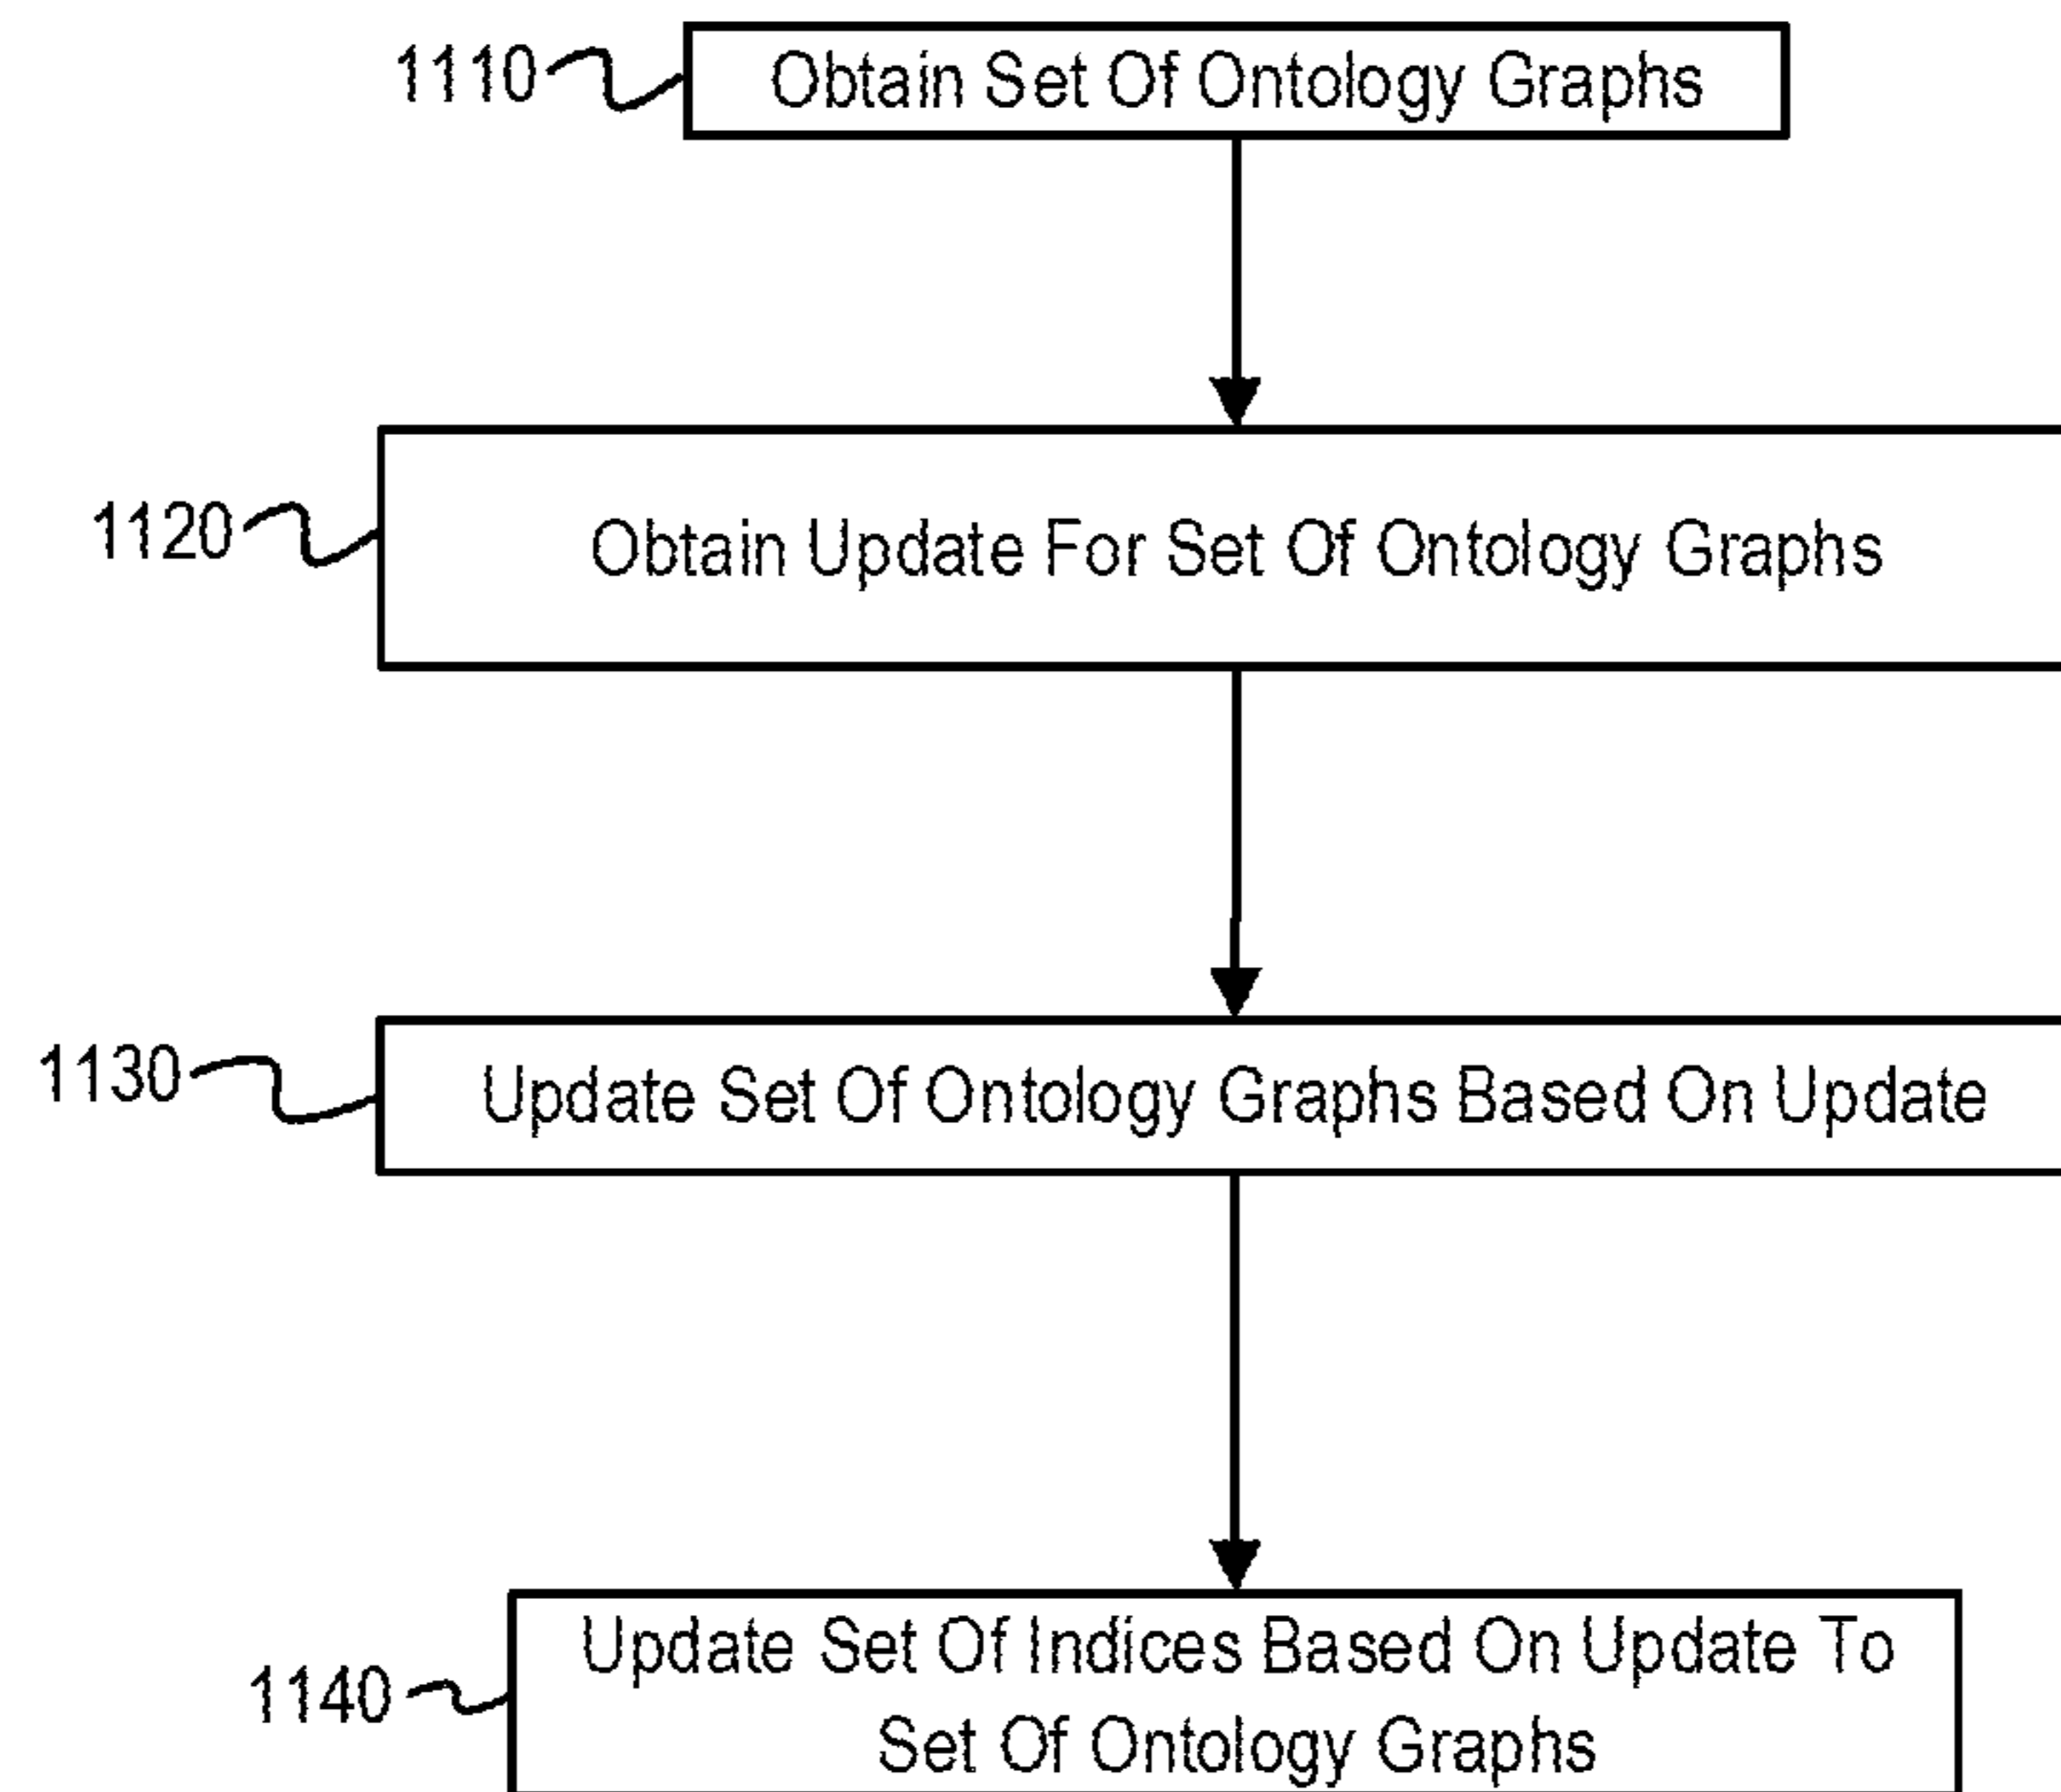 1110
Obtain Set Of Ontology Graphs
1120
Obtain Update For Set Of Ontology Graphs
1130
Update Set Of Ontology Graphs Based On Update
1140
Update Set Of Indices Based On Update To
Set Of Ontology Graphs